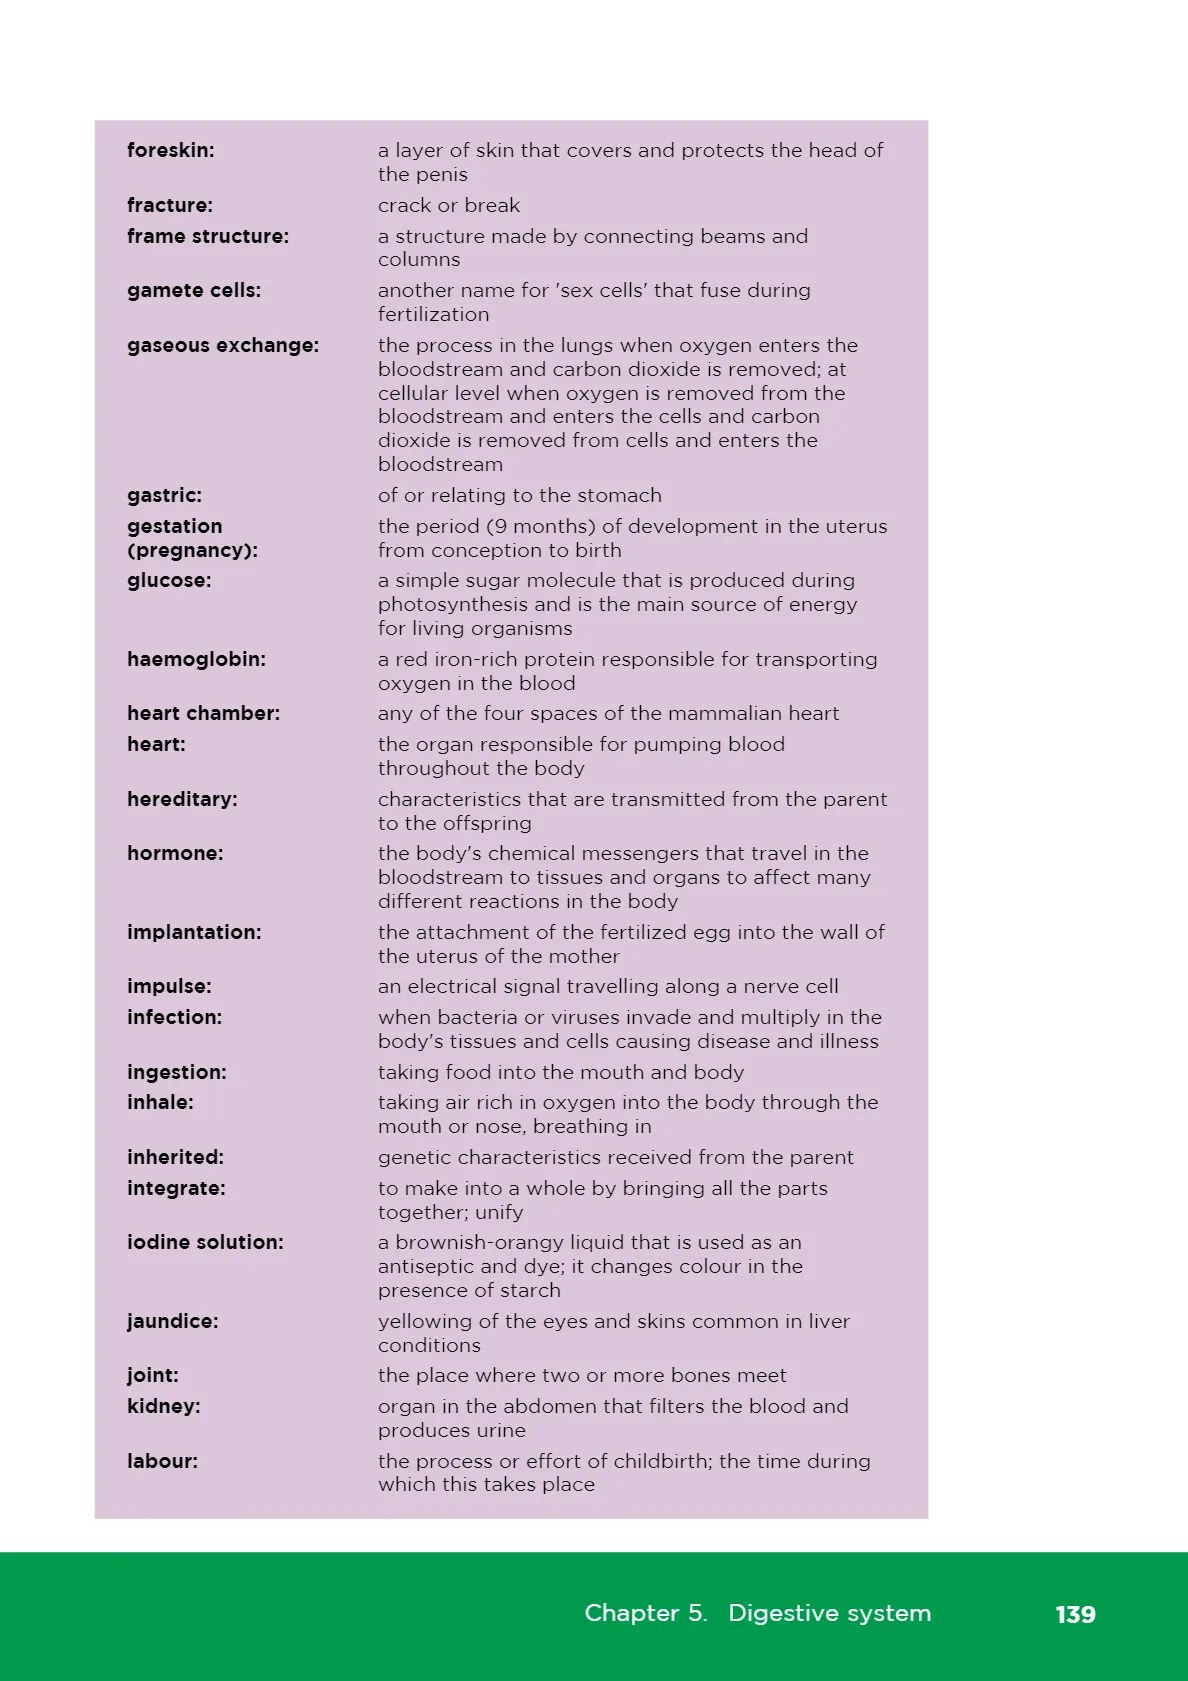 foreskin: a layer of skin that covers and protects the head of
the penis
fracture: crack or break
frame structure: a structure made by connecting beams and
columns
gamete cells: another name for 'sex cells' that fuse during
fertilization
gaseous exchange: the process in the lungs when oxygen enters the
bloodstream and carbon dioxide is removed; at
cellular level when oxygen is removed from the
bloodstream and enters the cells and carbon
dioxide is removed from cells and enters the
bloodstream
gastric: of or relating to the stomach
gestation the period (9 months) of development in the uterus
(pregnancy): from conception to birth
glucose: a simple sugar molecule that is produced during
photosynthesis and is the main source of energy
for living organisms
haemoglobin: a red iron-rich protein responsible for transporting
oxygen in the blood
heart chamber: any of the four spaces of the mammalian heart
heart: the organ responsible for pumping blood
throughout the body
hereditary: characteristics that are transmitted from the parent
to the offspring
hormone: the body's chemical messengers that travel in the
bloodstream to tissues and organs to affect many
different reactions in the body
implantation: the attachment of the fertilized egg into the wall of
the uterus of the mother
impulse: an electrical signal travelling along a nerve cell
infection: when bacteria or viruses invade and multiply in the
body's tissues and cells causing disease and illness
ingestion: taking food into the mouth and body
inhale: taking air rich in oxygen into the body through the
mouth or nose, breathing in
inherited: genetic characteristics received from the parent
integrate: to make into a whole by bringing all the parts
together; unify
iodine solution: a brownish-orangy liquid that is used as an
antiseptic and dye; it changes colour in the
presence of starch
jaundice: yellowing of the eyes and skins common in liver
conditions
joint: the place where two or more bones meet
kidney: organ in the abdomen that filters the blood and
produces urine
labour: the process or effort of childbirth; the time during
which this takes place
Chapter 5. Digestive system 139